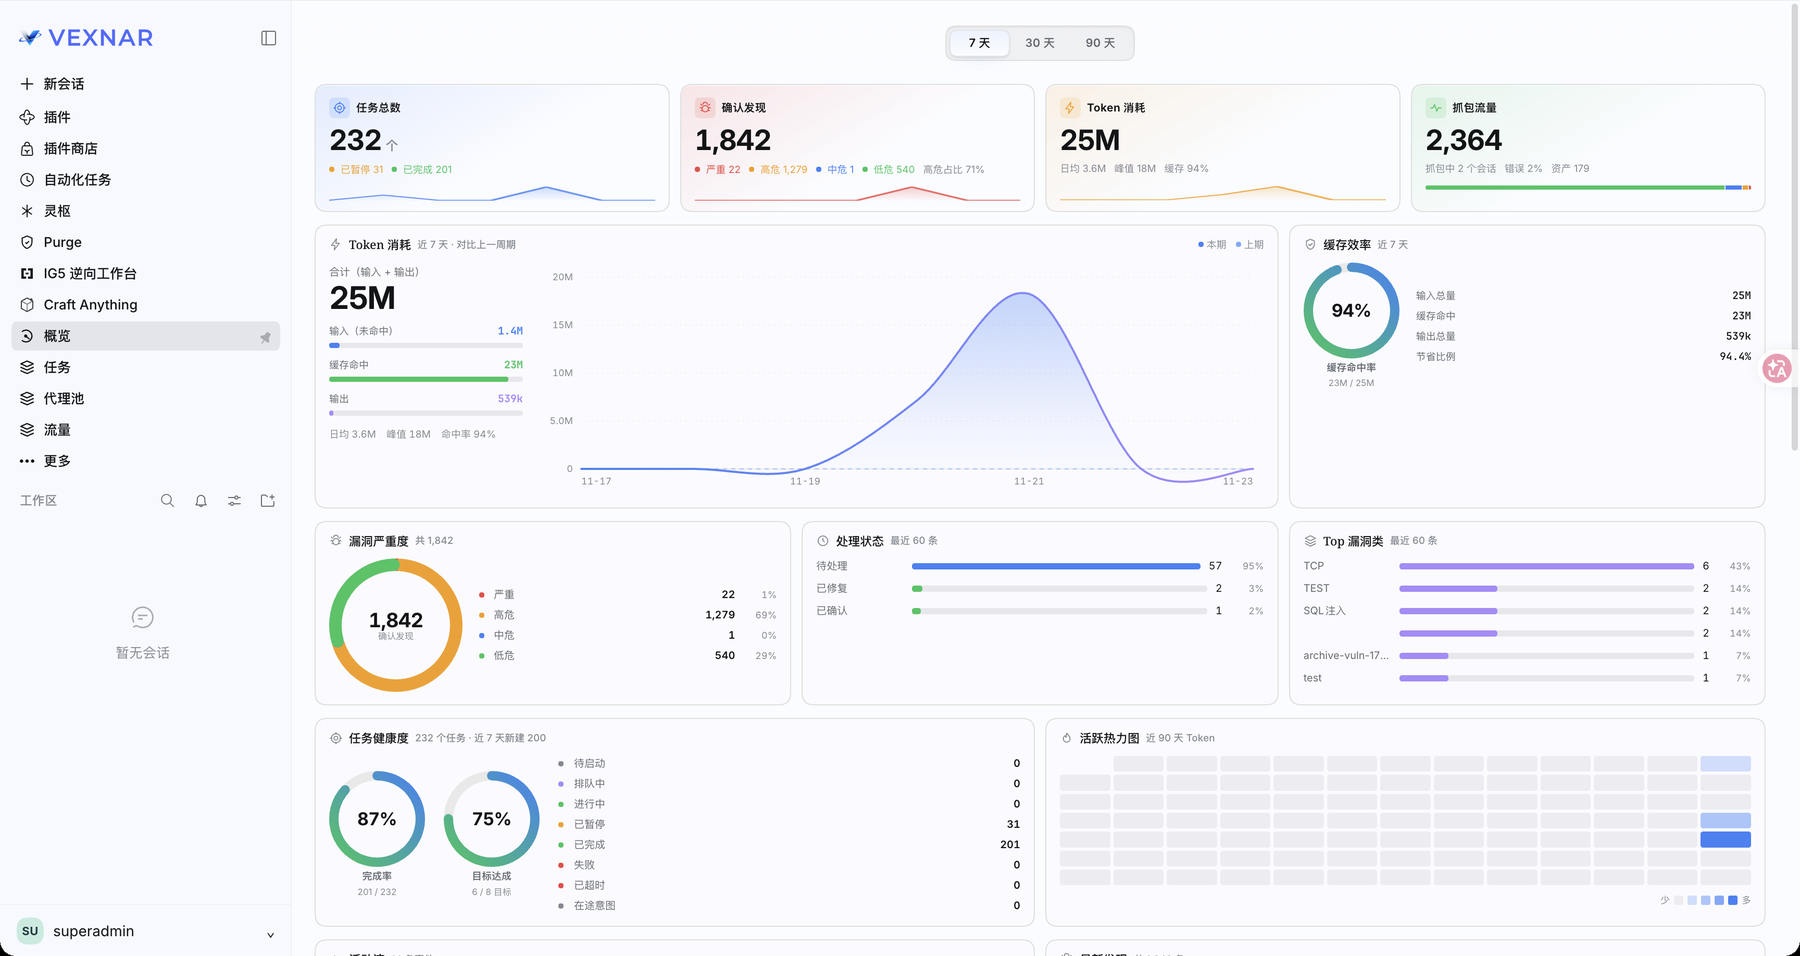 VEXNAR
新会话
插件
插件商店
自动化任务
灵枢
Purge
IG5 逆向工作台
Craft Anything
概览
任务
代理池
流量
更多
工作区
暂无会话
SU superadmin
7 天 30 天 90 天
任务总数
232
已暂停 31 已完成 201
确认发现
1,842
严重 22 高危 1,279 中危 1 低危 540 高危占比 71%
Token 消耗
25M
日均 3.6M 峰值 18M 缓存 94%
抓包流量
2,364
抓包中 2 个会话 错误 2% 资产 179
Token 消耗 近 7 天 · 对比上一周期
本期 上期
合计（输入 + 输出）
25M
输入（未命中） 1.4M
缓存命中 23M
输出 539k
日均 3.6M 峰值 18M 命中率 94%
20M
15M
10M
5.0M
0
11-17 11-19 11-21 11-23
缓存效率 近 7 天
94%
缓存命中率
23M / 25M
输入总量 25M
缓存命中 23M
输出总量 539k
节省比例 94.4%
漏洞严重度 共 1,842
1,842
确认发现
严重 22 1%
高危 1,279 69%
中危 1 0%
低危 540 29%
处理状态 最近 60 条
待处理 57 95%
已修复 2 3%
已确认 1 2%
Top 漏洞类 最近 60 条
TCP 6 43%
TEST 2 14%
SQL注入 2 14%
2 14%
archive-vuln-17... 1 7%
test 1 7%
任务健康度 232 个任务 · 近 7 天新建 200
87%
完成率
201 / 232
75%
目标达成
6 / 8 目标
待启动 0
排队中 0
进行中 0
已暂停 31
已完成 201
失败 0
已超时 0
在途意图 0
活跃热力图 近 90 天 Token
少 多